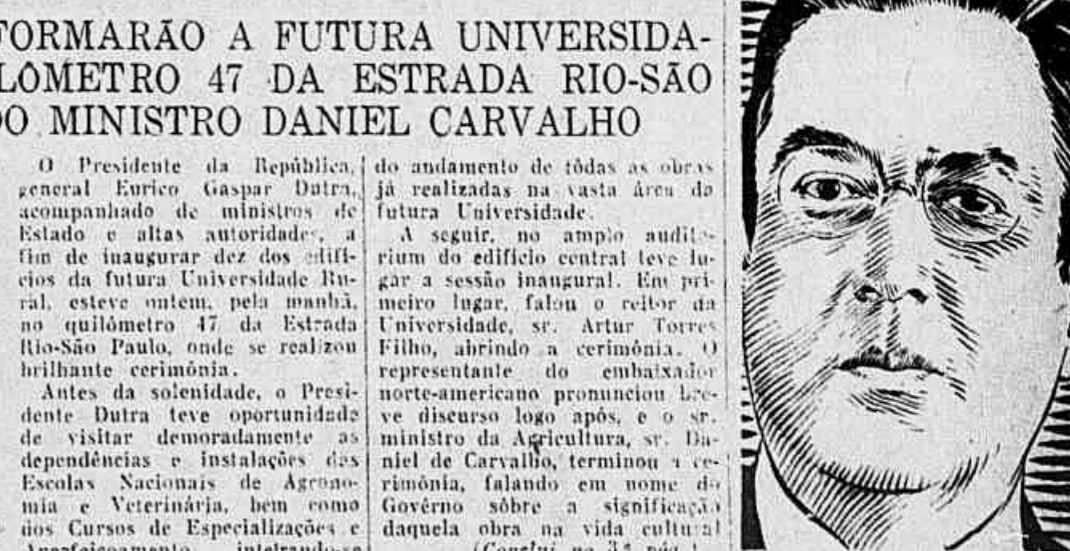 FORMARÃO A FUTURA UNIVERSIDA-
LÔMETRO 47 DA ESTRADA RIO-SÃO
DO MINISTRO DANIEL CARVALHO
O Presidente da República,
general Eurico Gaspar Dutra,
acompanhado de ministros de
Estado e altas autoridades, a
fim de inaugurar dez dos edifí-
cios da futura Universidade Ru-
ral, esteve ontem, pela manhã,
no quilômetro 47 da Estrada
Rio-São Paulo, onde se realizou
brilhante cerimônia.
Antes da solenidade, o Presi-
dente Dutra teve oportunidade
de visitar demoradamente as
dependências e instalações das
Escolas Nacionais de Agrono-
mia e Veterinária, bem como
dos Cursos de Especializações e
Aperfeiçoamento, inteirando-se
do andamento de tôdas as obras
já realizadas na vasta área da
futura Universidade.
A seguir, no amplo auditó-
rium do edifício central teve lu-
gar a sessão inaugural. Em pri-
meiro lugar, falou o reitor da
Universidade, sr. Artur Torres
Filho, abrindo a cerimônia. O
representante do embaixador
norte-americano pronunciou bre-
ve discurso logo após, e o sr.
ministro da Agricultura, sr. Da-
niel de Carvalho, terminou a ce-
rimônia, falando em nome do
Govêrno sôbre a significação
daquela obra na vida cultural
(Conclui na 3.ª pág.)